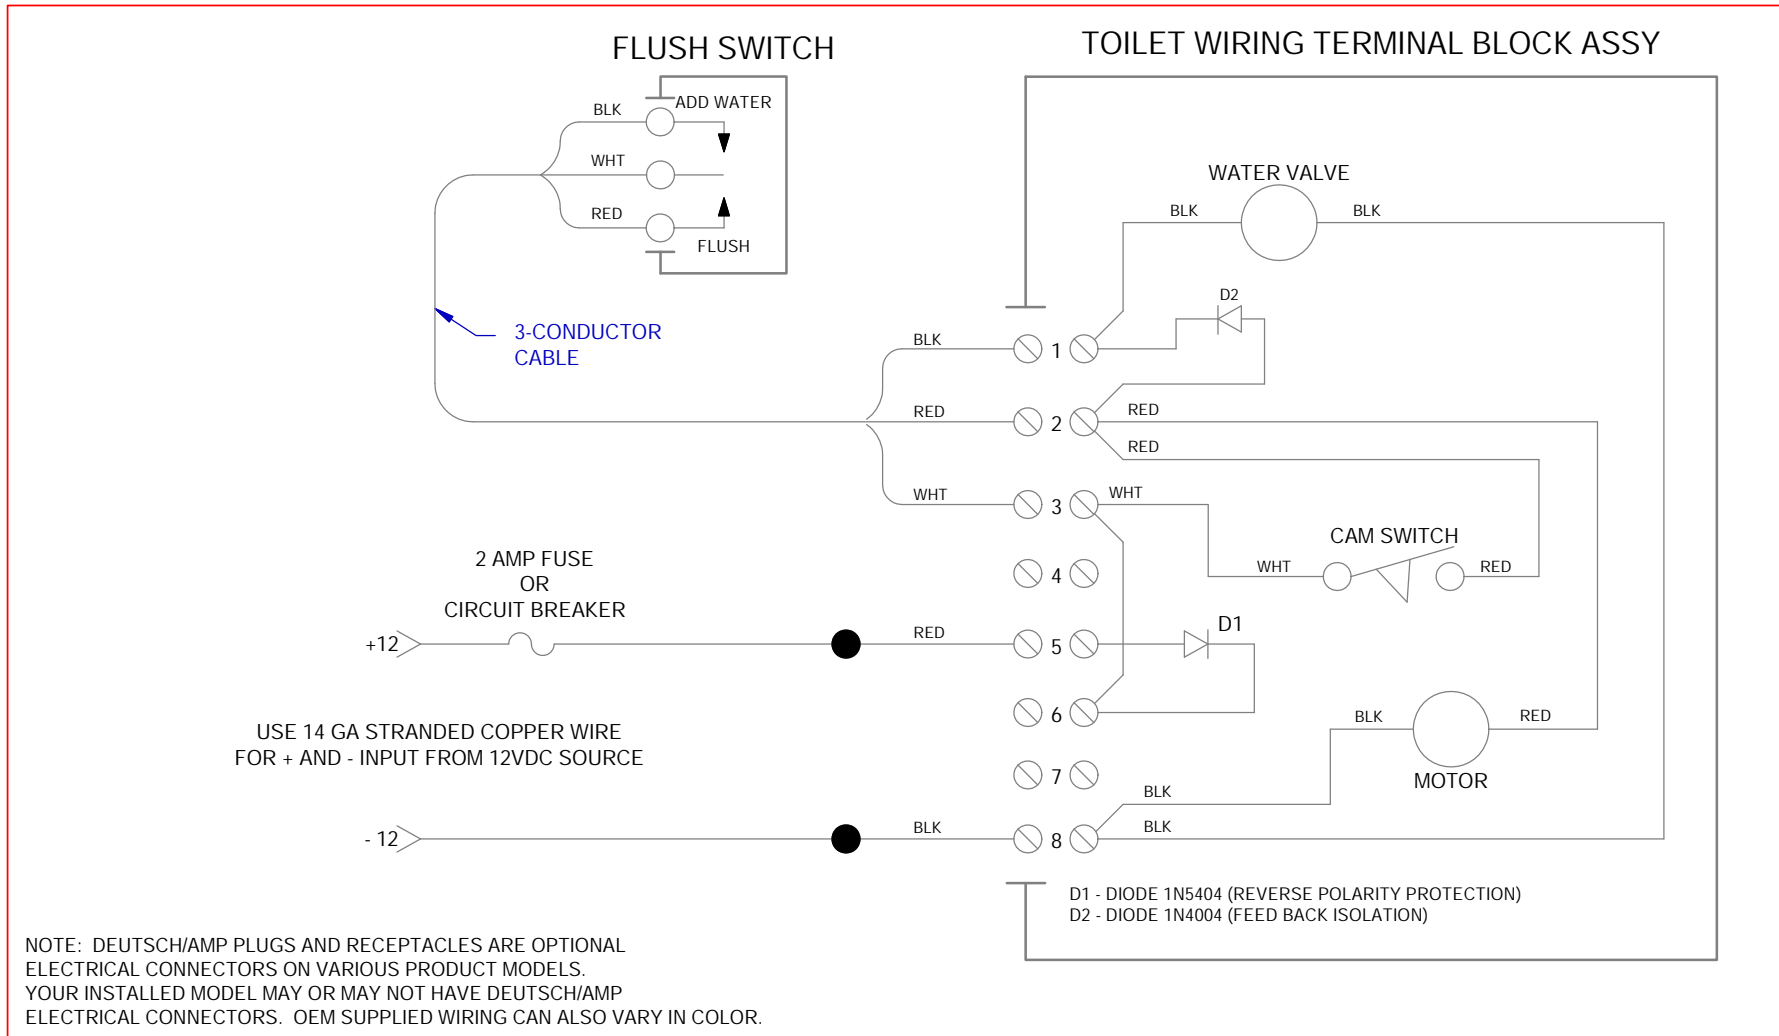 FLUSH SWITCH
TOILET WIRING TERMINAL BLOCK ASSY
BLK
ADD WATER
WHT
RED
FLUSH
WATER VALVE
BLK
BLK
D2
3-CONDUCTOR
CABLE
BLK
1
RED
2
RED
RED
WHT
3
WHT
CAM SWITCH
WHT
RED
4
2 AMP FUSE
OR
CIRCUIT BREAKER
+12
RED
5
D1
6
USE 14 GA STRANDED COPPER WIRE
FOR + AND - INPUT FROM 12VDC SOURCE
BLK
RED
MOTOR
7
BLK
- 12
BLK
8
BLK
D1 - DIODE 1N5404 (REVERSE POLARITY PROTECTION)
D2 - DIODE 1N4004 (FEED BACK ISOLATION)
NOTE: DEUTSCH/AMP PLUGS AND RECEPTACLES ARE OPTIONAL
ELECTRICAL CONNECTORS ON VARIOUS PRODUCT MODELS.
YOUR INSTALLED MODEL MAY OR MAY NOT HAVE DEUTSCH/AMP
ELECTRICAL CONNECTORS. OEM SUPPLIED WIRING CAN ALSO VARY IN COLOR.